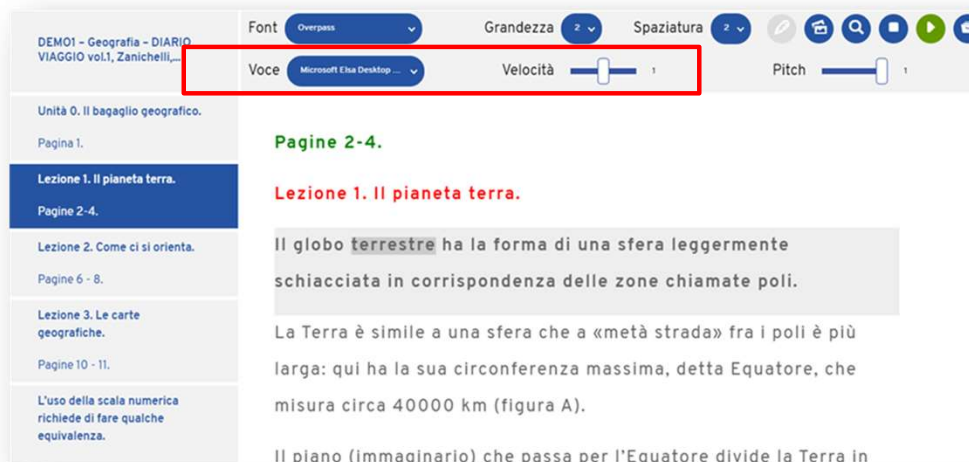 DEMO1 - Geografia - DIARIO
VIAGGIO vol.1, Zanichelli,...
Font Overpass Grandezza 2 Spaziatura 2
Voce Microsoft Elsa Desktop ... Velocità 1 Pitch 1
Unità 0. Il bagaglio geografico.
Pagina 1.
Lezione 1. Il pianeta terra.
Pagine 2-4.
Lezione 2. Come ci si orienta.
Pagine 6 - 8.
Lezione 3. Le carte
geografiche.
Pagine 10 - 11.
L'uso della scala numerica
richiede di fare qualche
equivalenza.
Pagine 2-4.
Lezione 1. Il pianeta terra.
Il globo terrestre ha la forma di una sfera leggermente
schiacciata in corrispondenza delle zone chiamate poli.
La Terra è simile a una sfera che a «metà strada» fra i poli è più
larga: qui ha la sua circonferenza massima, detta Equatore, che
misura circa 40000 km (figura A).
Il piano (immaginario) che passa per l'Equatore divide la Terra in